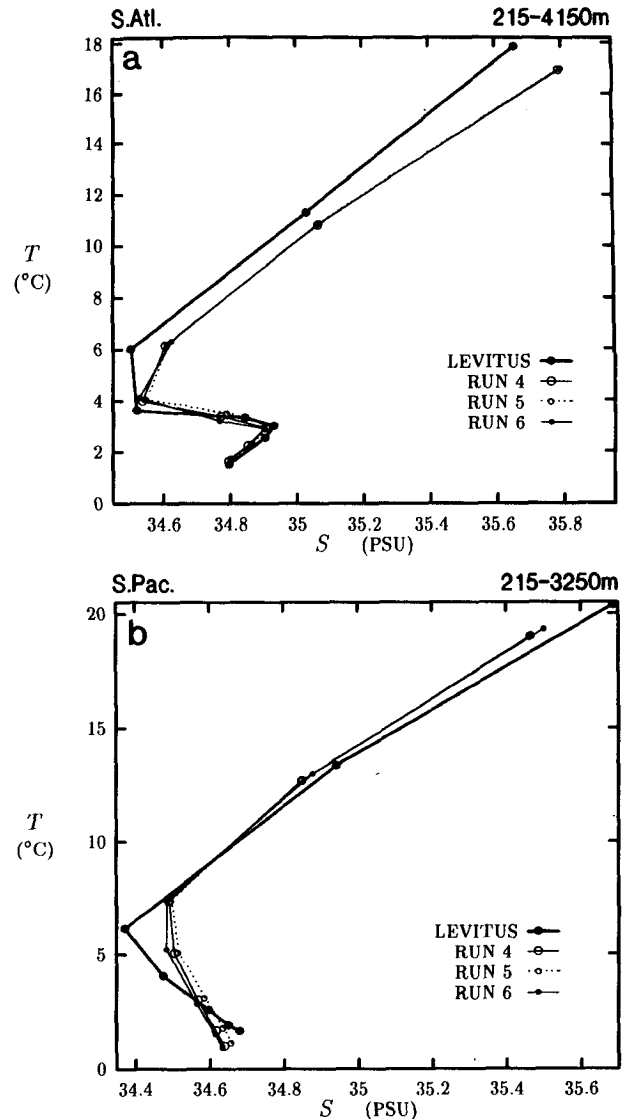 S.Atl. 215-4150m
a
18
16
14
12
10
8
6
4
2
0
T
(°C)
LEVITUS
RUN 4
RUN 5
RUN 6
34.6 34.8 35 35.2 35.4 35.6 35.8
S (PSU)
S.Pac. 215-3250m
b
20
15
10
5
0
T
(°C)
LEVITUS
RUN 4
RUN 5
RUN 6
34.4 34.6 34.8 35 35.2 35.4 35.6
S (PSU)